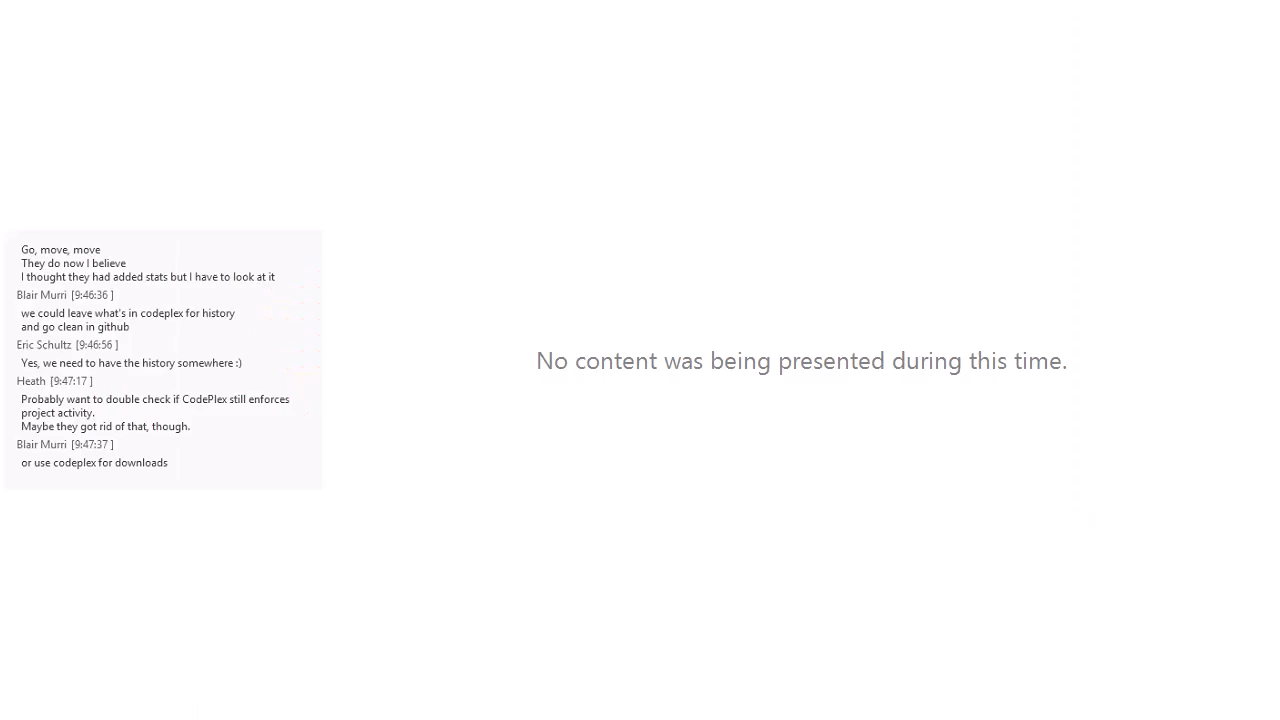 Go, move, move
They do now I believe
I thought they had added stats but I have to look at it
Blair Murri [9:46:36 ]
we could leave what's in codeplex for history
and go clean in github
Eric Schultz [9:46:56 ]
Yes, we need to have the history somewhere :)
Heath [9:47:17 ]
Probably want to double check if CodePlex still enforces
project activity.
Maybe they got rid of that, though.
Blair Murri [9:47:37 ]
or use codeplex for downloads
No content was being presented during this time.